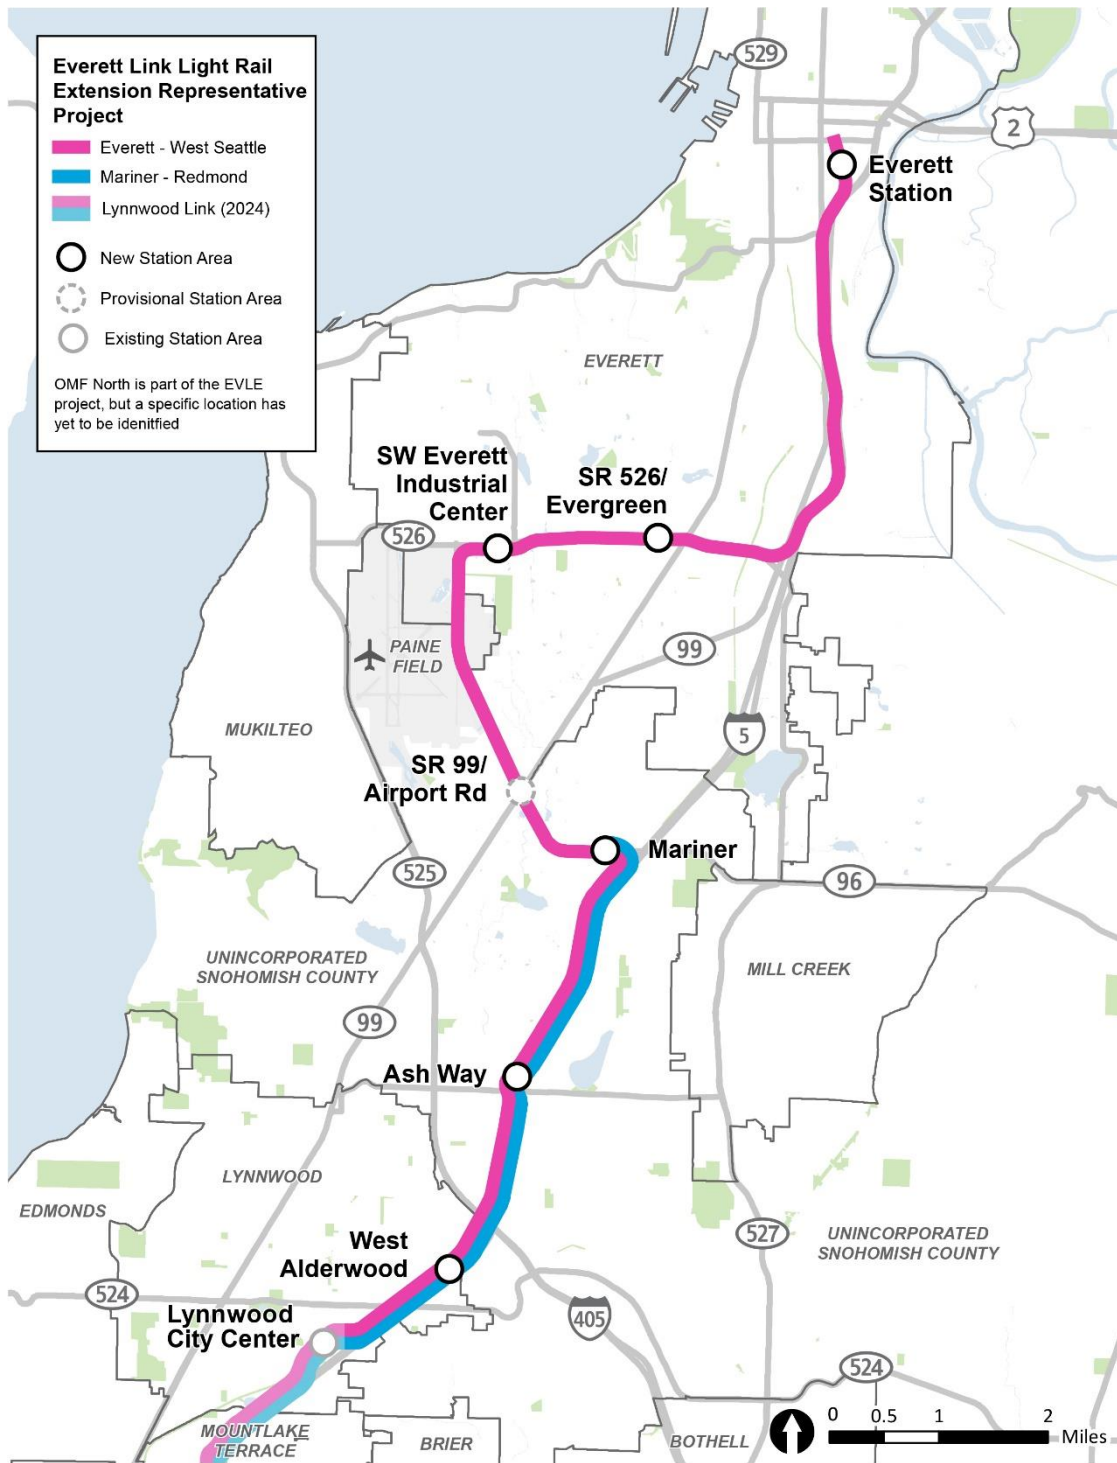 Everett Link Light Rail
Extension Representative
Project
Everett - West Seattle
Mariner - Redmond
Lynnwood Link (2024)
New Station Area
Provisional Station Area
Existing Station Area
OMF North is part of the EVLE
project, but a specific location has
yet to be idenitfied
529
2
Everett
Station
EVERETT
SW Everett
Industrial
Center
SR 526/
Evergreen
526
PAINE
FIELD
99
MUKILTEO
5
SR 99/
Airport Rd
Mariner
525
96
UNINCORPORATED
SNOHOMISH COUNTY
MILL CREEK
99
Ash Way
LYNNWOOD
EDMONDS
527
UNINCORPORATED
SNOHOMISH COUNTY
West
Alderwood
524
Lynnwood
City Center
405
524
MOUNTLAKE
TERRACE
BRIER
BOTHELL
0 0.5 1 2
Miles